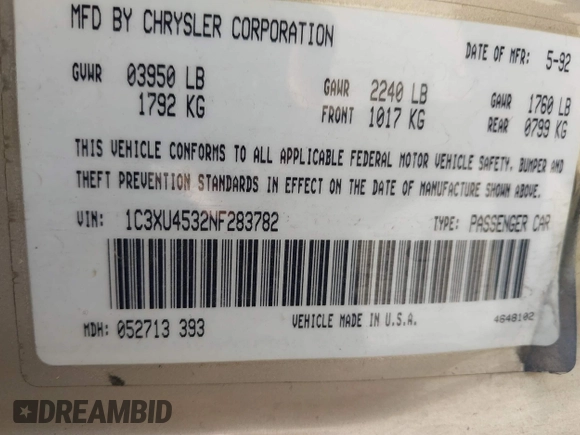 MFD BY CHRYSLER CORPORATION
DATE OF MFR: 5-92
GVWR 03950 LB
1792 KG
GAWR FRONT 2240 LB
1017 KG
GAWR REAR 1760 LB
0799 KG
THIS VEHICLE CONFORMS TO ALL APPLICABLE FEDERAL MOTOR VEHICLE SAFETY, BUMPER AND
THEFT PREVENTION STANDARDS IN EFFECT ON THE DATE OF MANUFACTURE SHOWN ABOVE.
VIN: 1C3XU4532NF283782 TYPE: PASSENGER CAR
MDH: 052713 393 VEHICLE MADE IN U.S.A. 4648102
DREAMBID